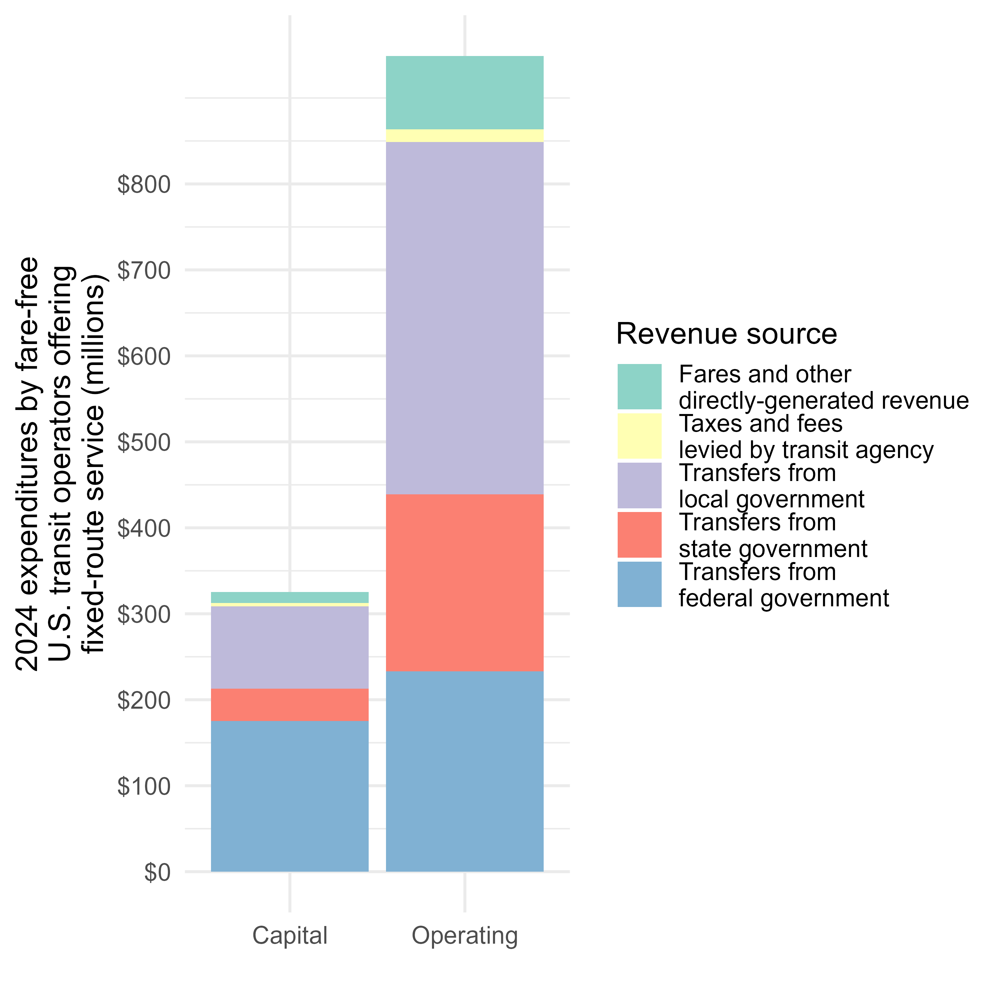 2024 expenditures by fare-free
U.S. transit operators offering
fixed-route service (millions)
$800
$700
$600
$500
$400
$300
$200
$100
$0
Capital
Operating
Revenue source
Fares and other
directly-generated revenue
Taxes and fees
levied by transit agency
Transfers from
local government
Transfers from
state government
Transfers from
federal government